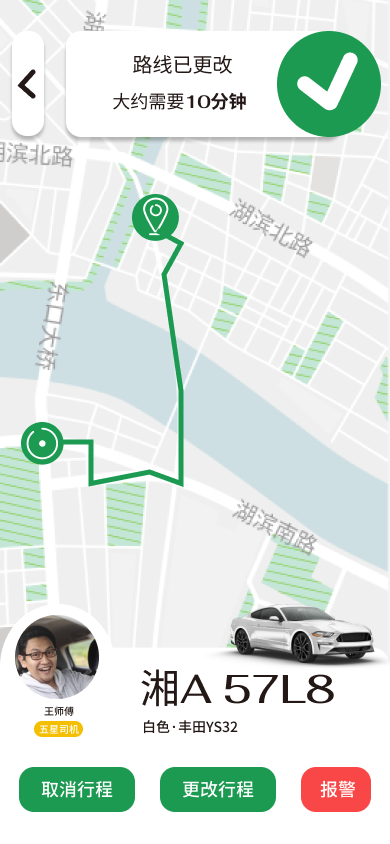 路线已更改
大约需要10分钟
湖
湖滨北路
湖滨北路
东口大桥
湖滨南路
湘A 57L8
王师傅
白色·丰田YS32
五星司机
取消行程
更改行程
报警